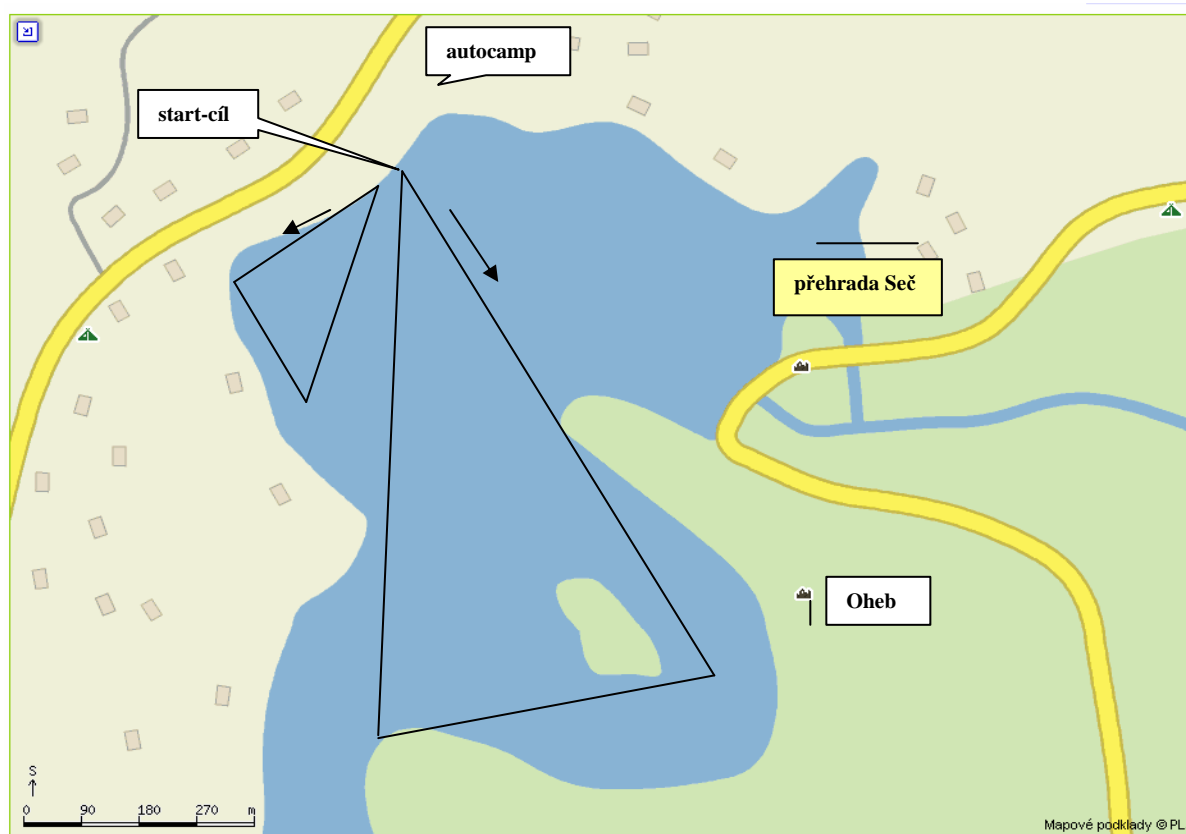 autocamp
start-cíl
přehrada Seč
Oheb
S
0 90 180 270 m
Mapové podklady © PL